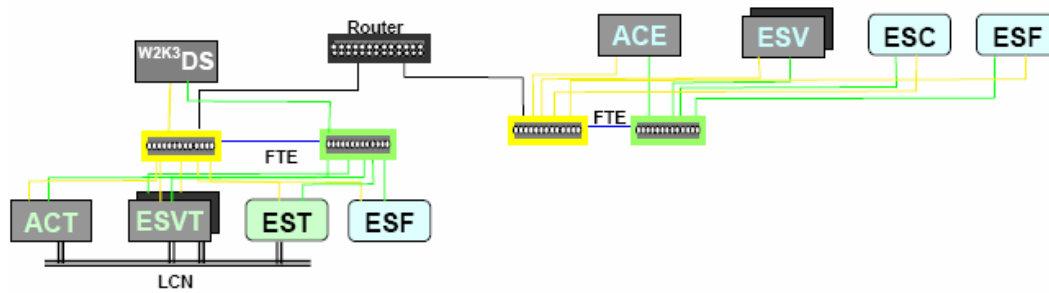 Router
W2K3DS
ACE
ESV
ESC
ESF
FTE
FTE
ACT
ESVT
EST
ESF
LCN